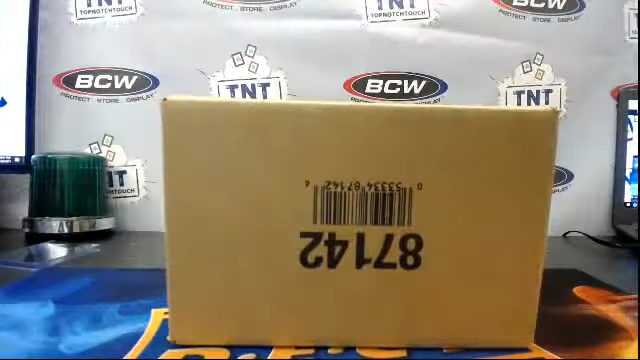 TNT
TOPNOTCHTOUCH
BCW
PROTECT STORE DISPLAY
TNT
TOPNOTCHTOUCH
PROTECT STORE DISPLAY
BCW
BCW
PROTECT STORE DISPLAY
TNT
BCW
TNT
TNT
TOPNOTCHTOUCH
0 53334 87142 6
87142